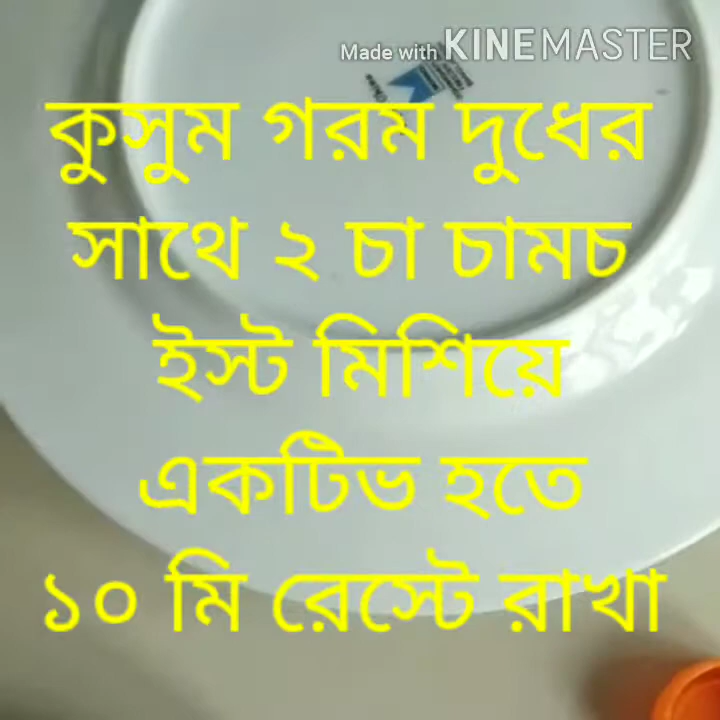 Made with KINEMASTER
কুসুম গরম দুধের
সাথে ২ চা চামচ
ইস্ট মিশিয়ে
একটিভ হতে
১০ মি রেস্টে রাখা